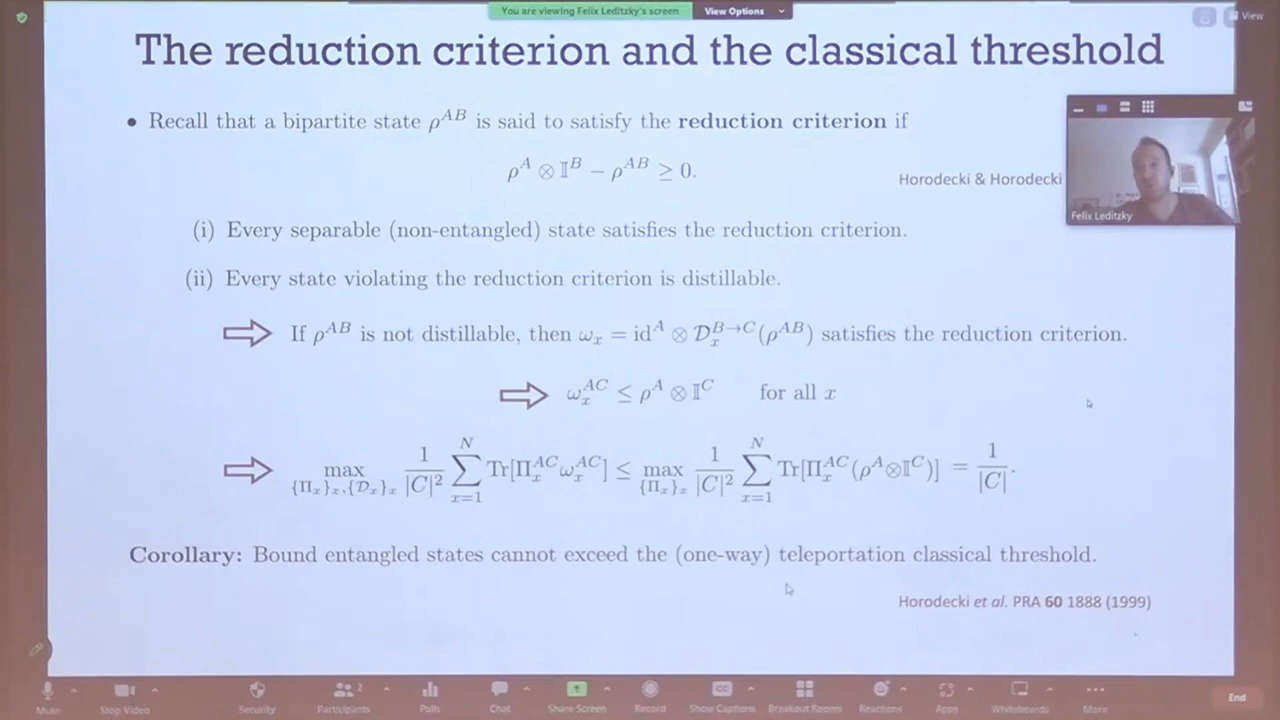 You are viewing Felix Leditzky's screen
View Options
View
The reduction criterion and the classical threshold
• Recall that a bipartite state ρ^{AB} is said to satisfy the reduction criterion if
ρ^A ⊗ 𝕀^B − ρ^{AB} ≥ 0.
Horodecki & Horodecki
Felix Leditzky
(i) Every separable (non-entangled) state satisfies the reduction criterion.
(ii) Every state violating the reduction criterion is distillable.
⇨ If ρ^{AB} is not distillable, then ω_x = id^A ⊗ 𝒟_x^{B→C}(ρ^{AB}) satisfies the reduction criterion.
⇨ ω_x^{AC} ≤ ρ^A ⊗ 𝕀^C for all x
⇨ max_{{Π_x}_x,{𝒟_x}_x} 1/|C|^2 ∑_{x=1}^N Tr[Π_x^{AC} ω_x^{AC}] ≤ max_{{Π_x}_x} 1/|C|^2 ∑_{x=1}^N Tr[Π_x^{AC}(ρ^A⊗𝕀^C)] = 1/|C|.
Corollary: Bound entangled states cannot exceed the (one-way) teleportation classical threshold.
Horodecki et al. PRA 60 1888 (1999)
Mute
Stop Video
Security
Participants 2
Polls
Chat
Share Screen
Record
CC Show Captions
Breakout Rooms
Reactions
Apps
Whiteboards
More
End